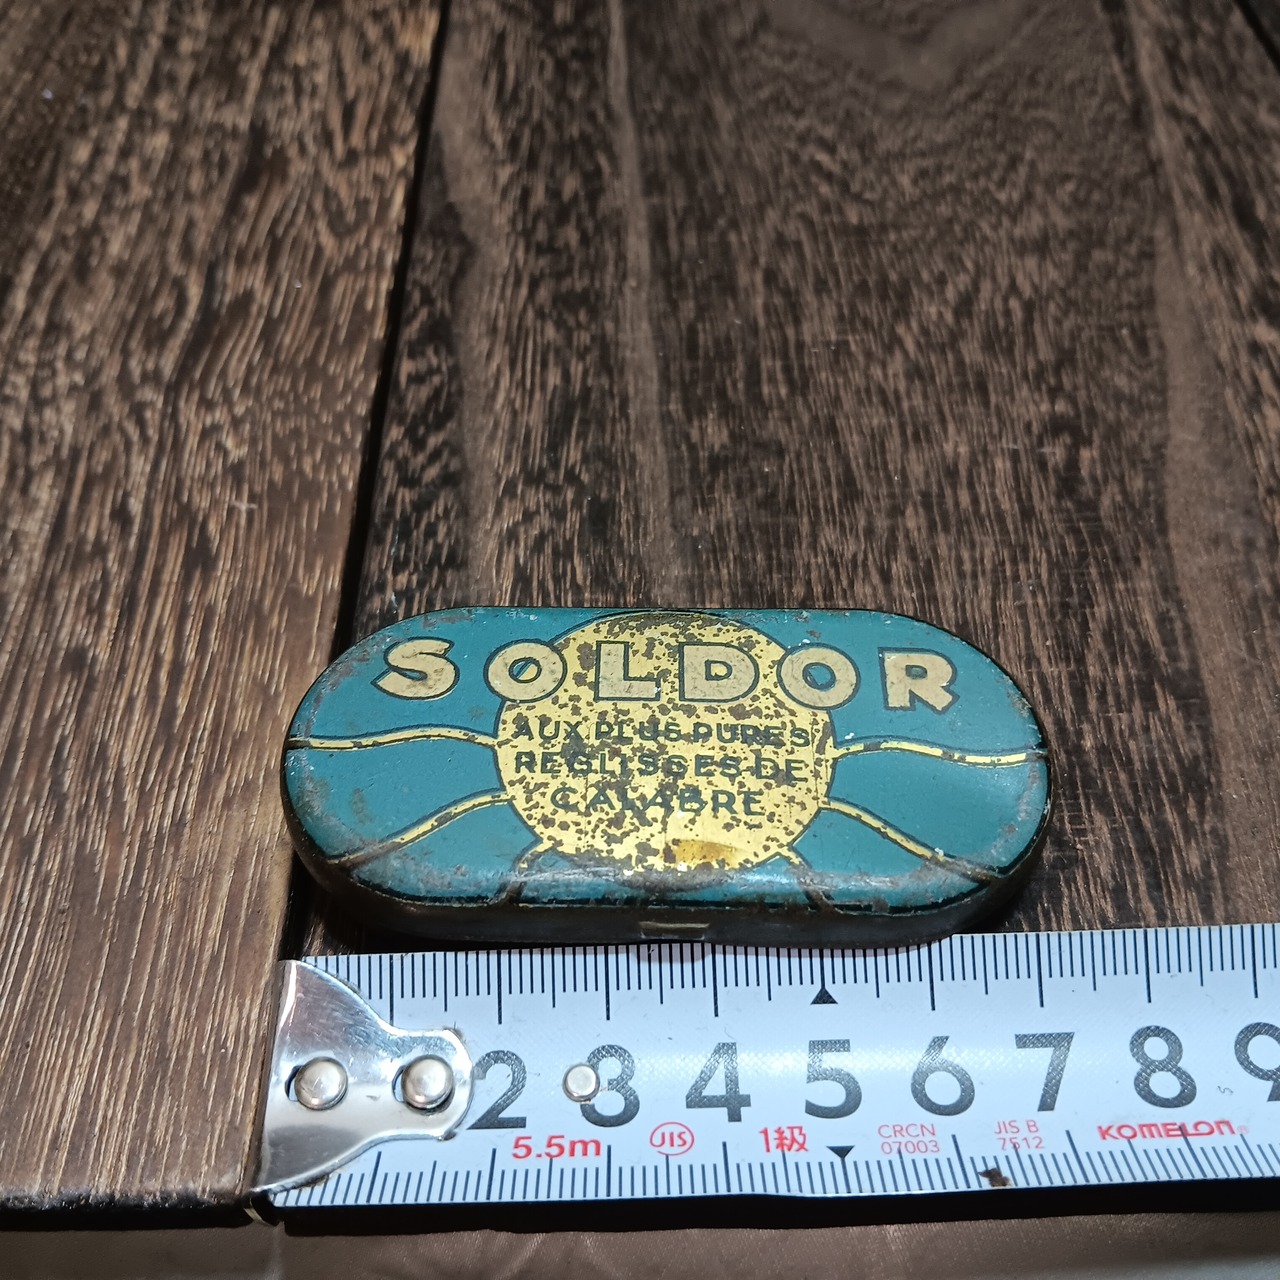 SOLDOR
AUX PLUS PURES
REGLISSES DE
CALABRE
2 3 4 5 6 7 8 9
5.5m JIS 1級 CRCN 07003 JIS B 7512 KOMELON